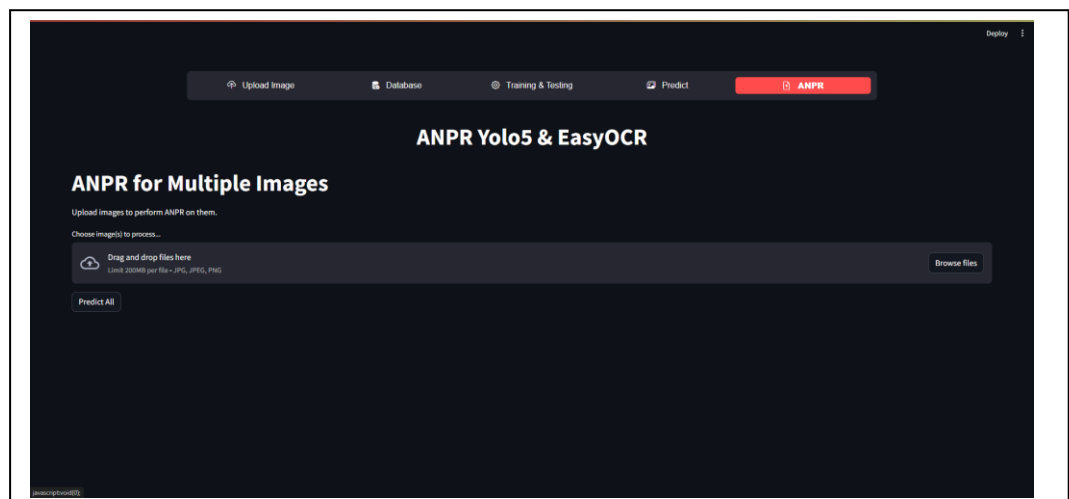 Deploy
Upload Image Database Training & Testing Predict ANPR
ANPR Yolo5 & EasyOCR
ANPR for Multiple Images
Upload images to perform ANPR on them.
Choose image(s) to process...
Drag and drop files here
Limit 200MB per file • JPG, JPEG, PNG
Browse files
Predict All
javascript:void(0);